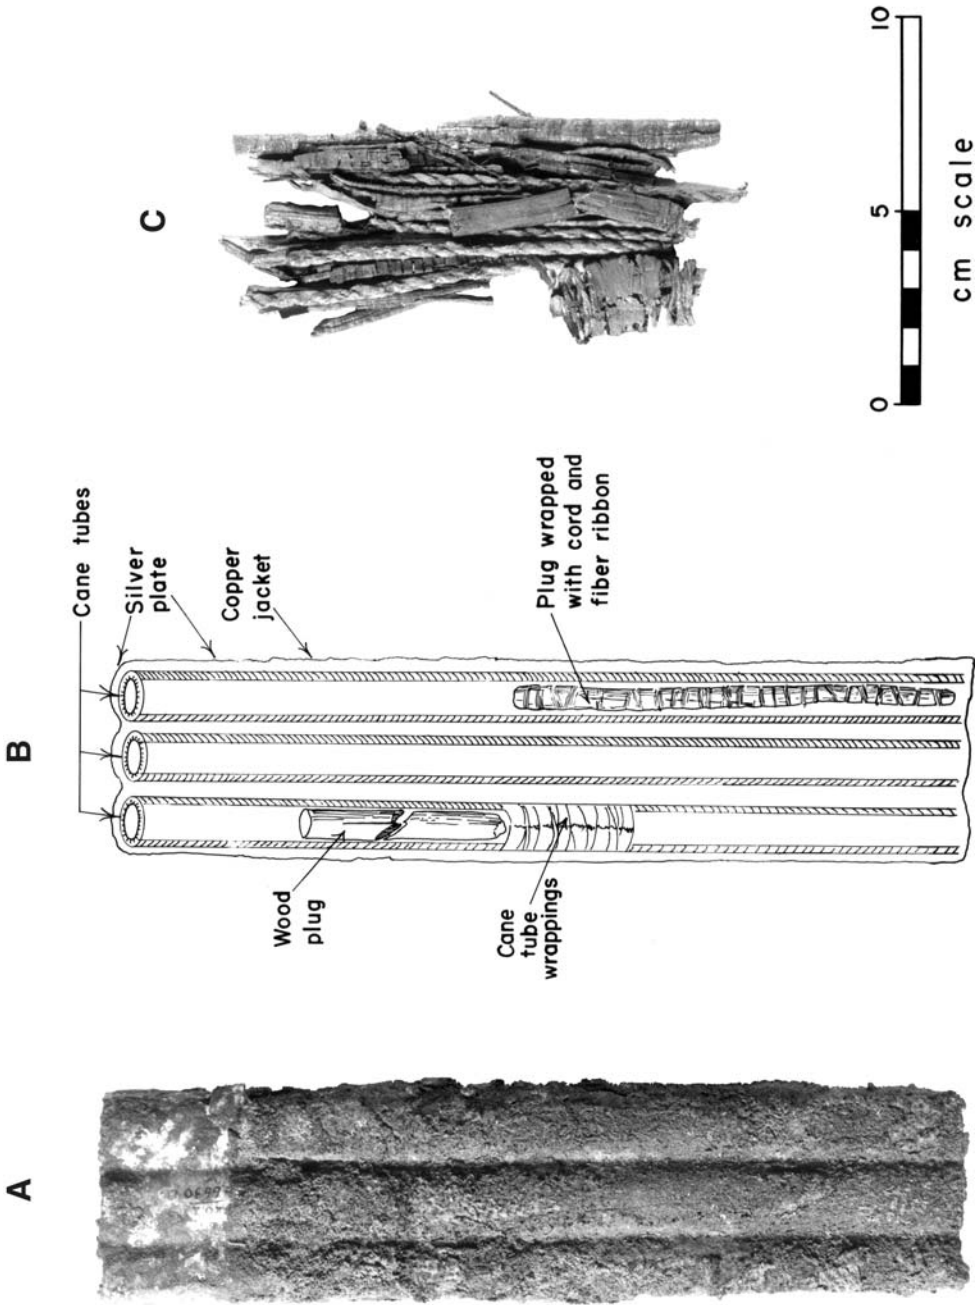 A
B
C
Cane tubes
Silver
plate
Copper
jacket
Wood
plug
Cane
tube
wrappings
Plug wrapped
with cord and
fiber ribbon
0
5
10
cm scale